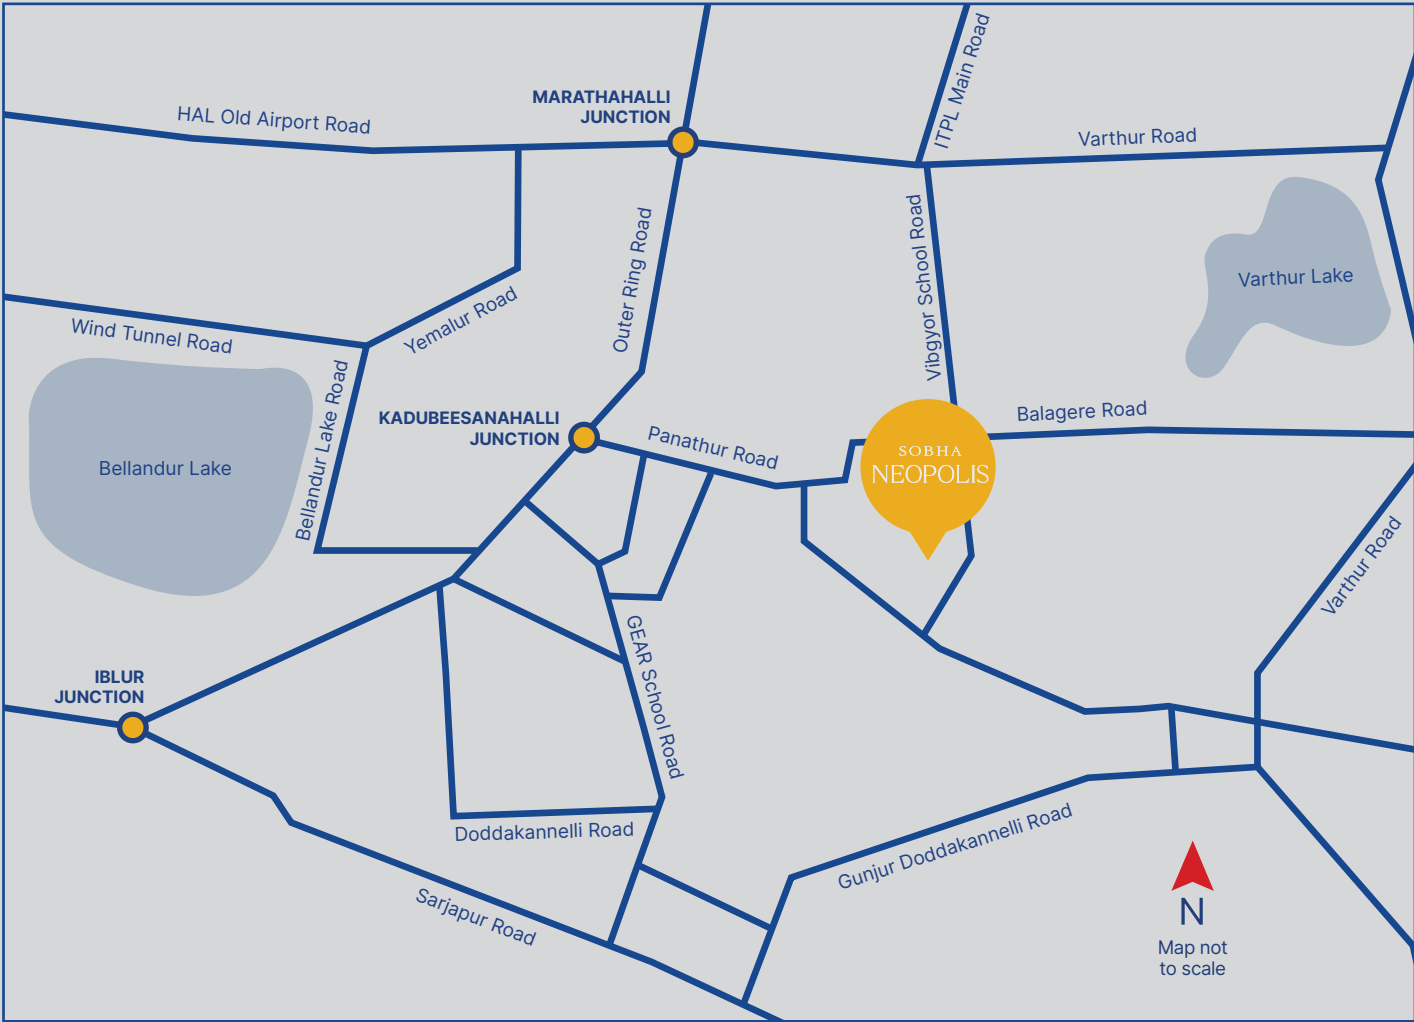 MARATHAHALLI
JUNCTION
HAL Old Airport Road
ITPL Main Road
Varthur Road
Outer Ring Road
Vibgyor School Road
Varthur Lake
Wind Tunnel Road
Yemalur Road
Bellandur Lake Road
Bellandur Lake
KADUBEESANAHALLI
JUNCTION
Panathur Road
Balagere Road
SOBHA
NEOPOLIS
Varthur Road
IBLUR
JUNCTION
GEAR School Road
Doddakannelli Road
Gunjur Doddakannelli Road
Sarjapur Road
N
Map not
to scale